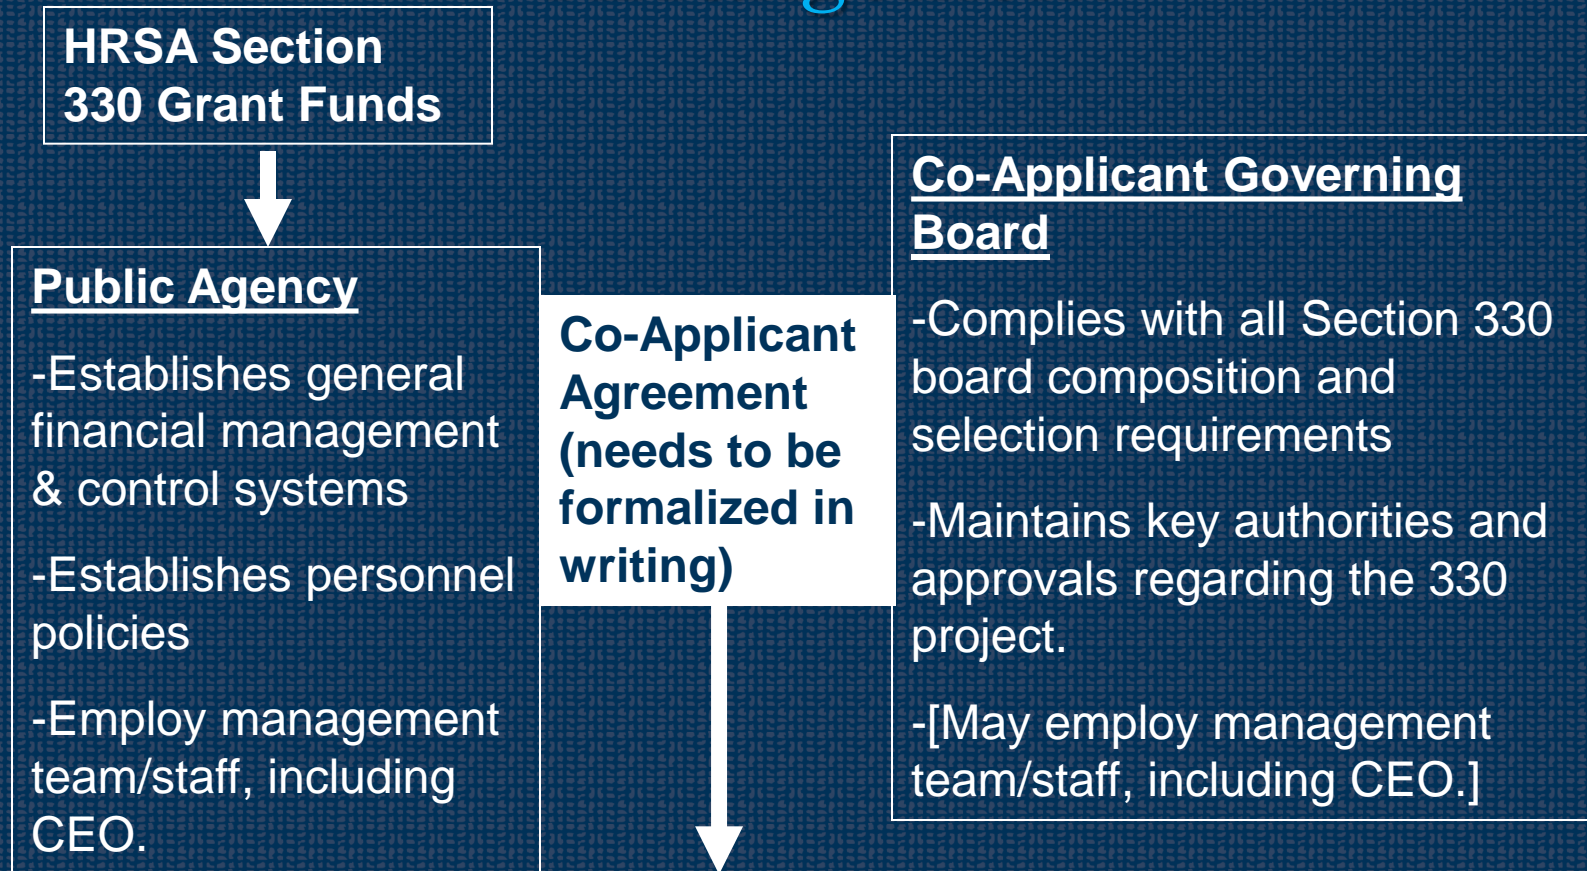 HRSA Section
330 Grant Funds
Public Agency
-Establishes general
financial management
& control systems
-Establishes personnel
policies
-Employ management
team/staff, including
CEO.
Co-Applicant
Agreement
(needs to be
formalized in
writing)
Co-Applicant Governing
Board
-Complies with all Section 330
board composition and
selection requirements
-Maintains key authorities and
approvals regarding the 330
project.
-[May employ management
team/staff, including CEO.]